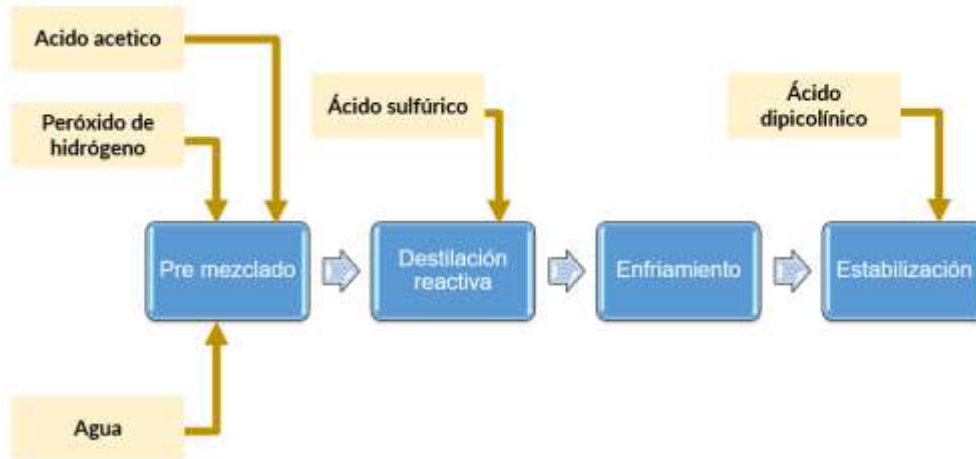 Acido acetico
Peróxido de
hidrógeno
Ácido sulfúrico
Ácido
dipicolínico
Pre mezclado
Destilación
reactiva
Enfriamiento
Estabilización
Agua